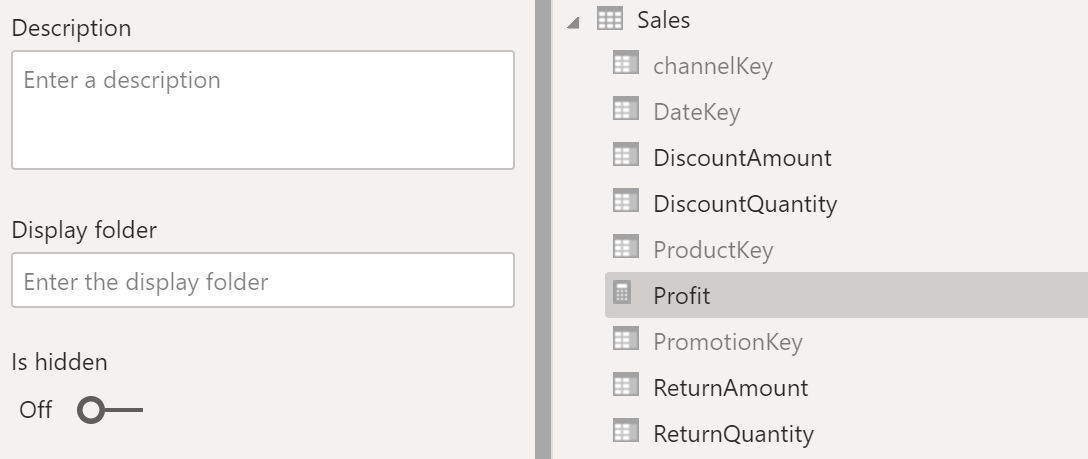 Description
Enter a description
Display folder
Enter the display folder
Is hidden
Off
Sales
channelKey
DateKey
DiscountAmount
DiscountQuantity
ProductKey
Profit
PromotionKey
ReturnAmount
ReturnQuantity